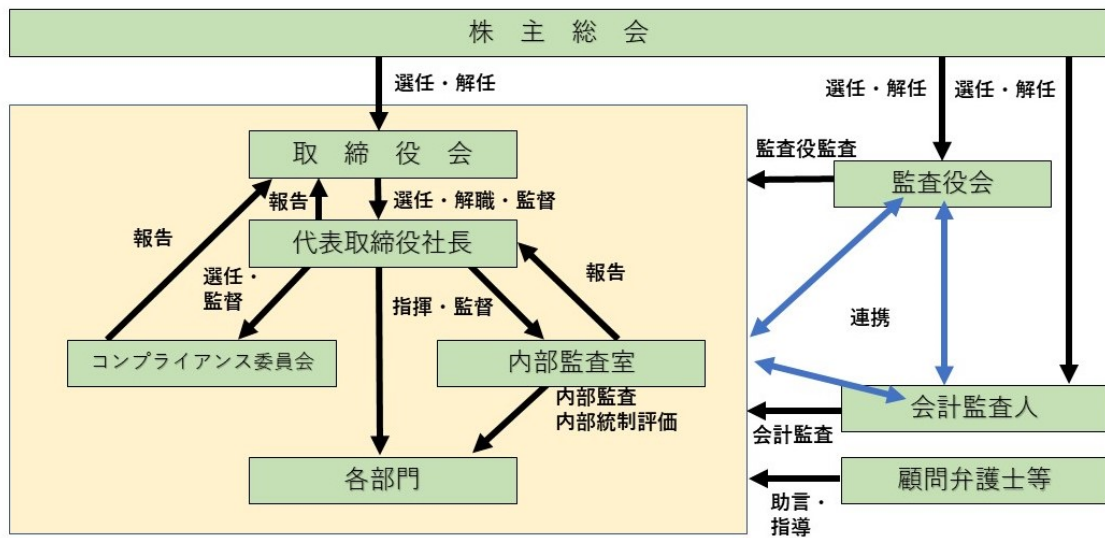 株 主 総 会
選任・解任
選任・解任
選任・解任
取 締 役 会
監査役監査
監査役会
報告
選任・解職・監督
報告
代表取締役社長
選任・
監督
指揮・監督
報告
連携
コンプライアンス委員会
内部監査室
内部監査
内部統制評価
会計監査人
会計監査
各部門
顧問弁護士等
助言・
指導